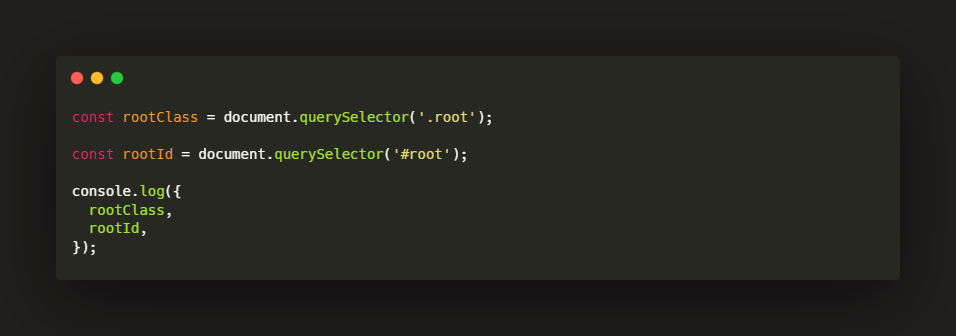 const rootClass = document.querySelector('.root');
const rootId = document.querySelector('#root');
console.log({
  rootClass,
  rootId,
});